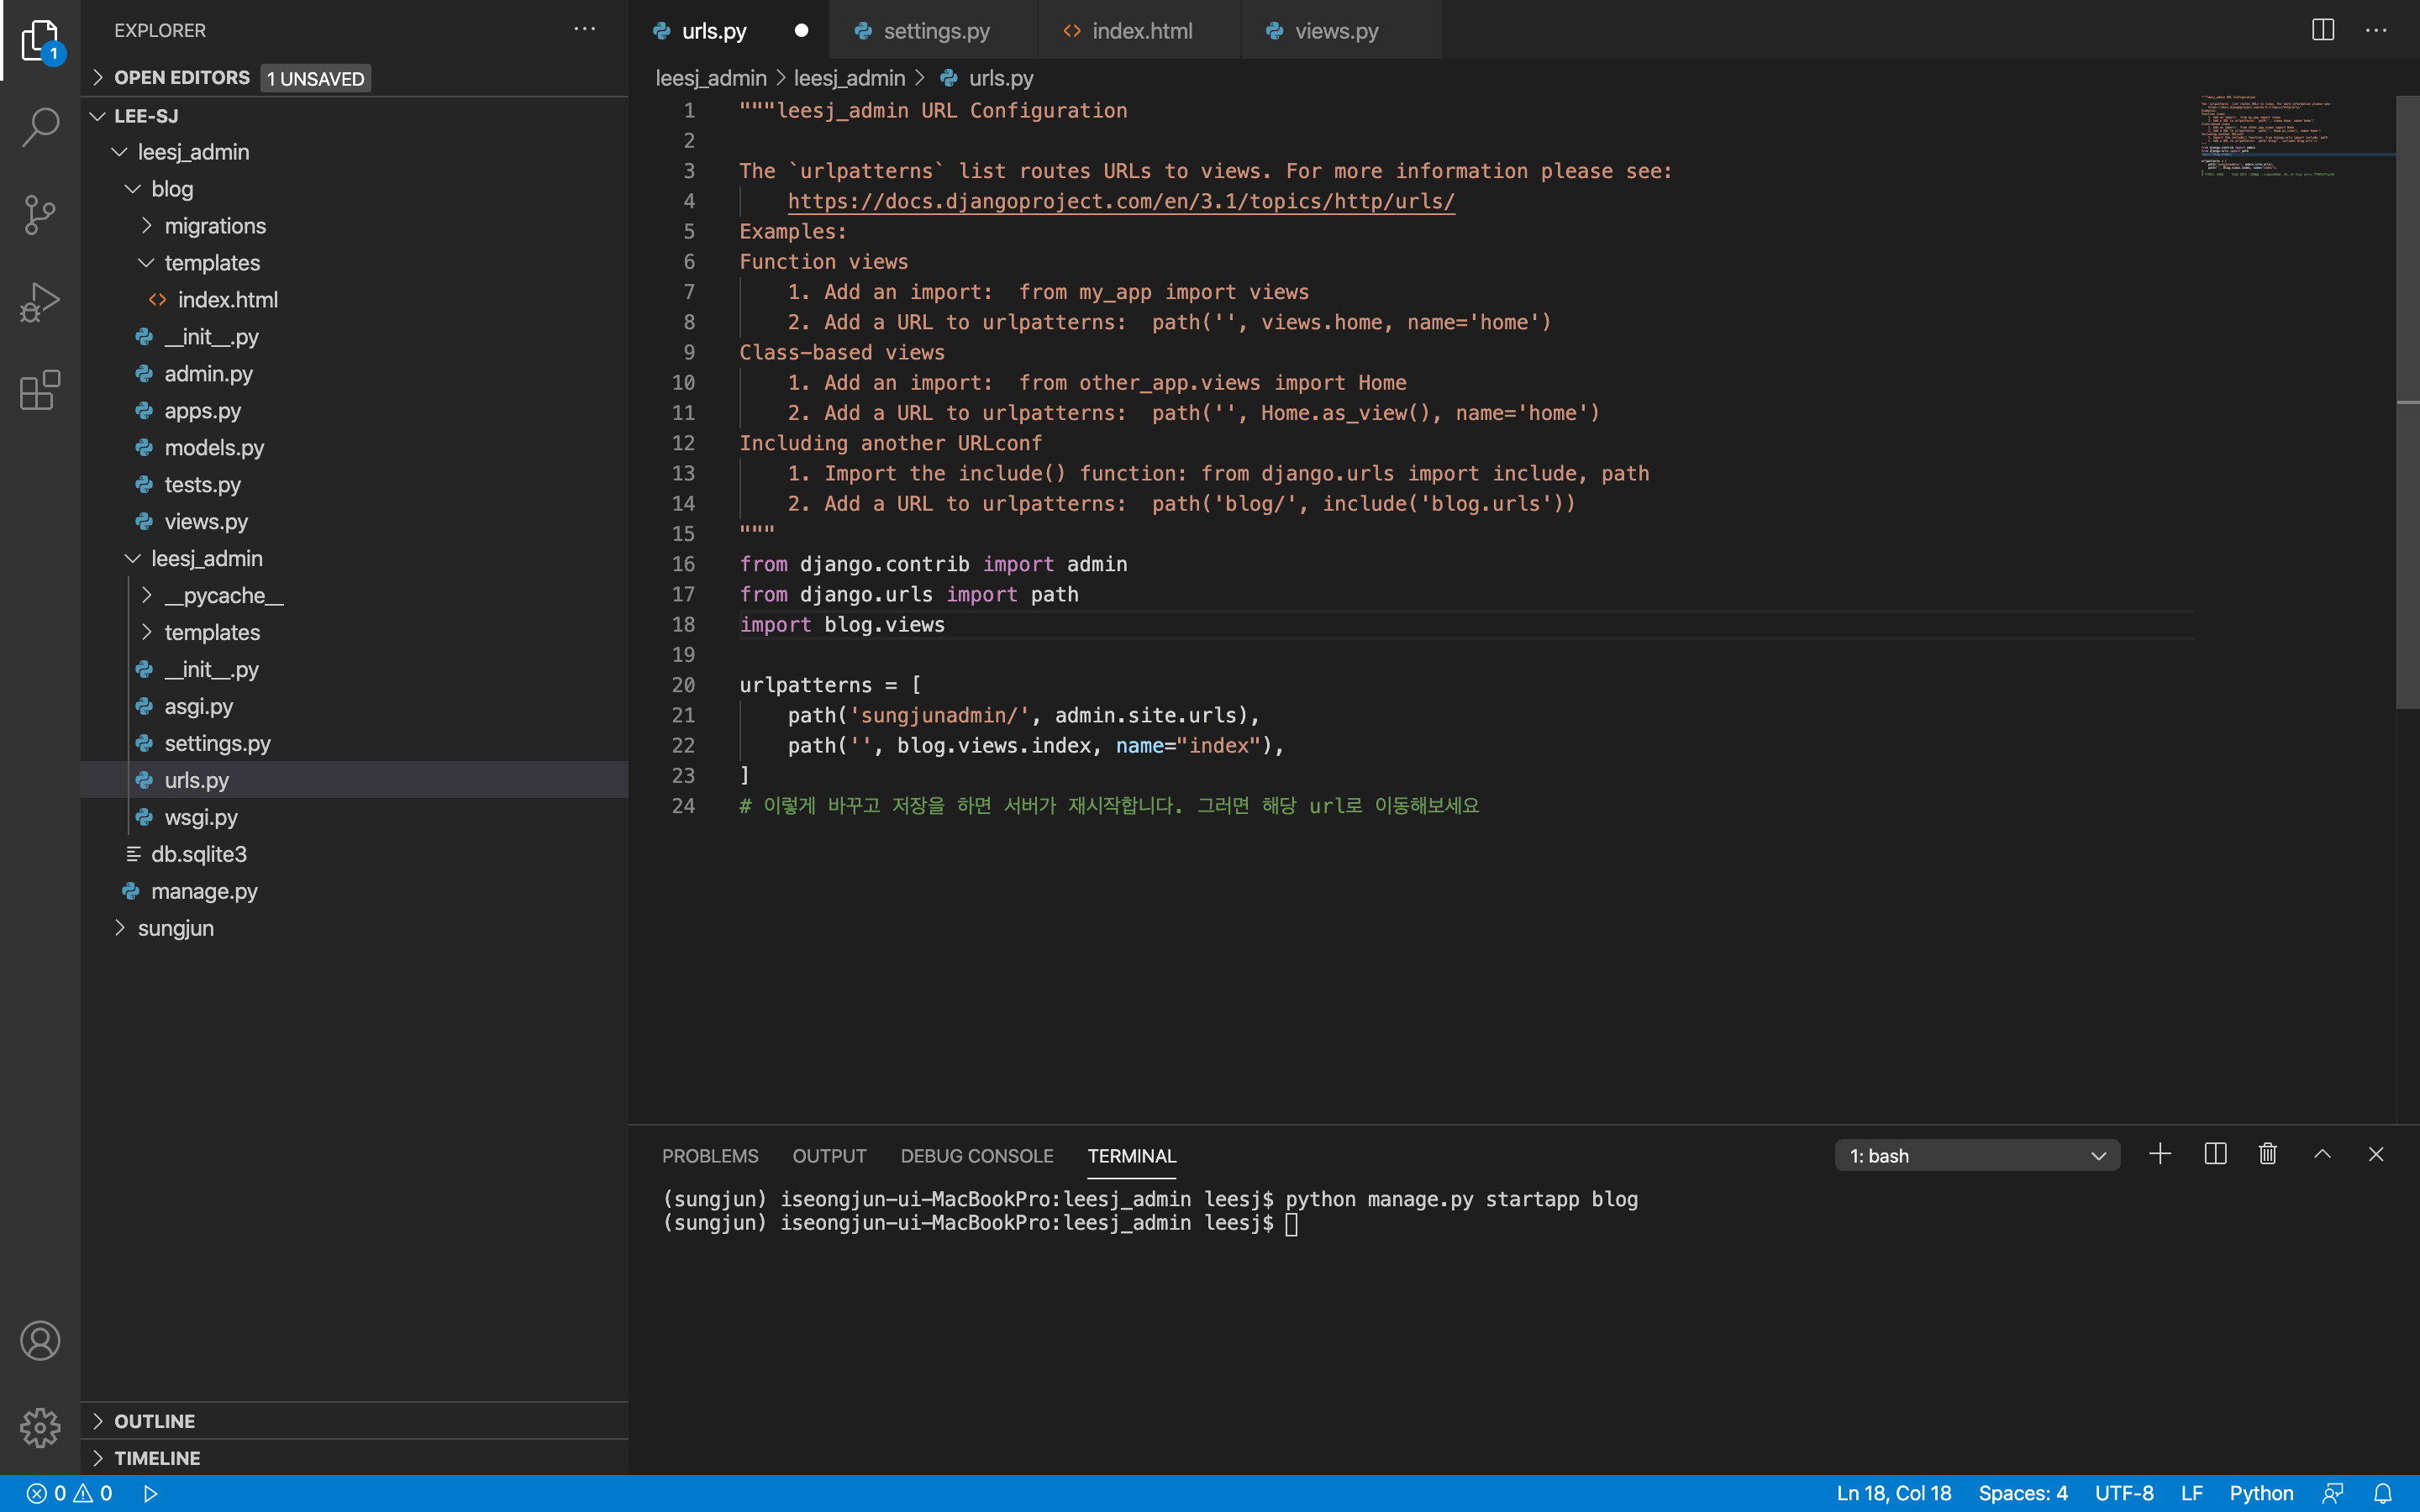 1
EXPLORER
OPEN EDITORS 1 UNSAVED
LEE-SJ
leesj_admin
blog
migrations
templates
index.html
__init__.py
admin.py
apps.py
models.py
tests.py
views.py
leesj_admin
__pycache__
templates
__init__.py
asgi.py
settings.py
urls.py
wsgi.py
db.sqlite3
manage.py
sungjun
OUTLINE
TIMELINE
urls.py settings.py index.html views.py
leesj_admin > leesj_admin > urls.py
1 """leesj_admin URL Configuration
2
3 The `urlpatterns` list routes URLs to views. For more information please see:
4 https://docs.djangoproject.com/en/3.1/topics/http/urls/
5 Examples:
6 Function views
7 1. Add an import:  from my_app import views
8 2. Add a URL to urlpatterns:  path('', views.home, name='home')
9 Class-based views
10 1. Add an import:  from other_app.views import Home
11 2. Add a URL to urlpatterns:  path('', Home.as_view(), name='home')
12 Including another URLconf
13 1. Import the include() function: from django.urls import include, path
14 2. Add a URL to urlpatterns:  path('blog/', include('blog.urls'))
15 """
16 from django.contrib import admin
17 from django.urls import path
18 import blog.views
19
20 urlpatterns = [
21 path('sungjunadmin/', admin.site.urls),
22 path('', blog.views.index, name="index"),
23 ]
24 # 이렇게 바꾸고 저장을 하면 서버가 재시작합니다. 그러면 해당 url로 이동해보세요
PROBLEMS OUTPUT DEBUG CONSOLE TERMINAL 1: bash
(sungjun) iseongjun-ui-MacBookPro:leesj_admin leesj$ python manage.py startapp blog
(sungjun) iseongjun-ui-MacBookPro:leesj_admin leesj$
0 0 Ln 18, Col 18 Spaces: 4 UTF-8 LF Python